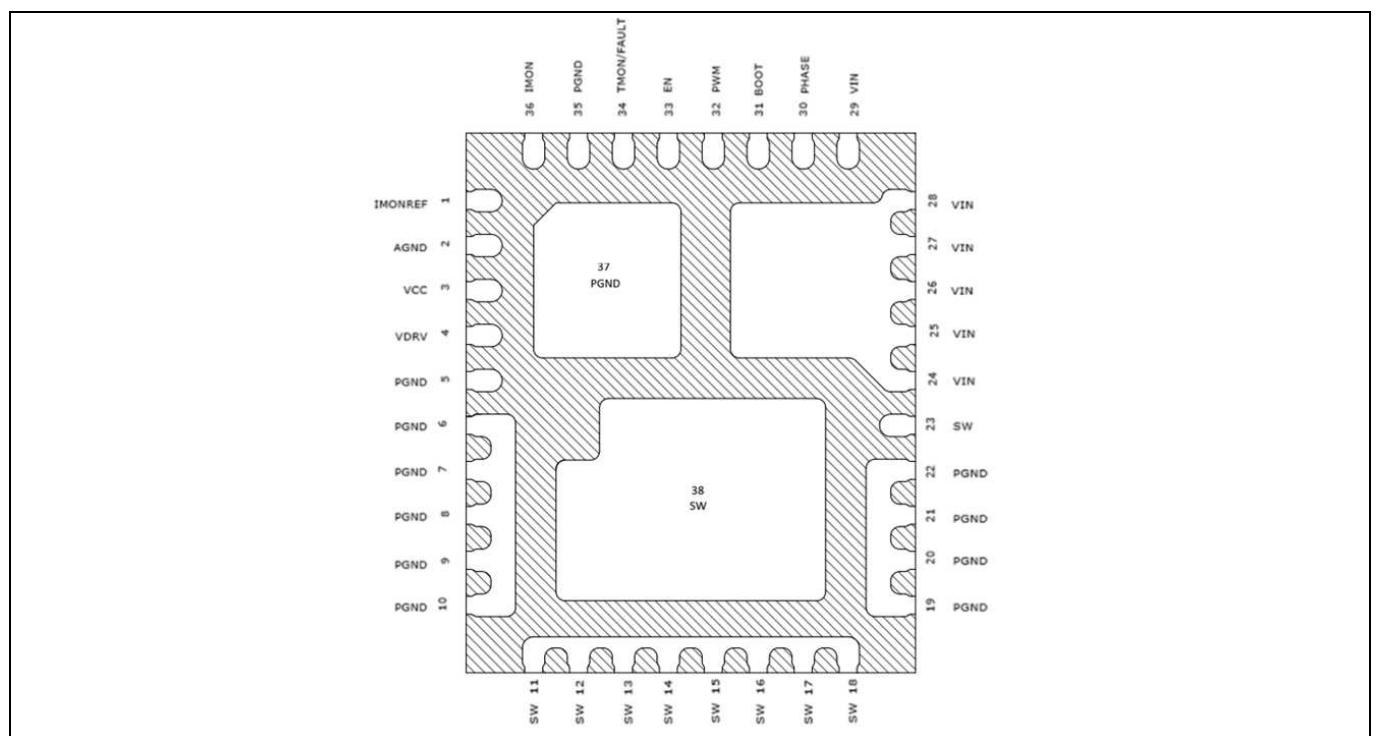 36 IMON
35 PGND
34 TMON/FAULT
33 EN
32 PWM
31 BOOT
30 PHASE
29 VIN
IMONREF 1
AGND 2
VCC 3
VDRV 4
PGND 5
PGND 6
PGND 7
PGND 8
PGND 9
PGND 10
37
PGND
38
SW
28 VIN
27 VIN
26 VIN
25 VIN
24 VIN
23 SW
22 PGND
21 PGND
20 PGND
19 PGND
SW 11
SW 12
SW 13
SW 14
SW 15
SW 16
SW 17
SW 18